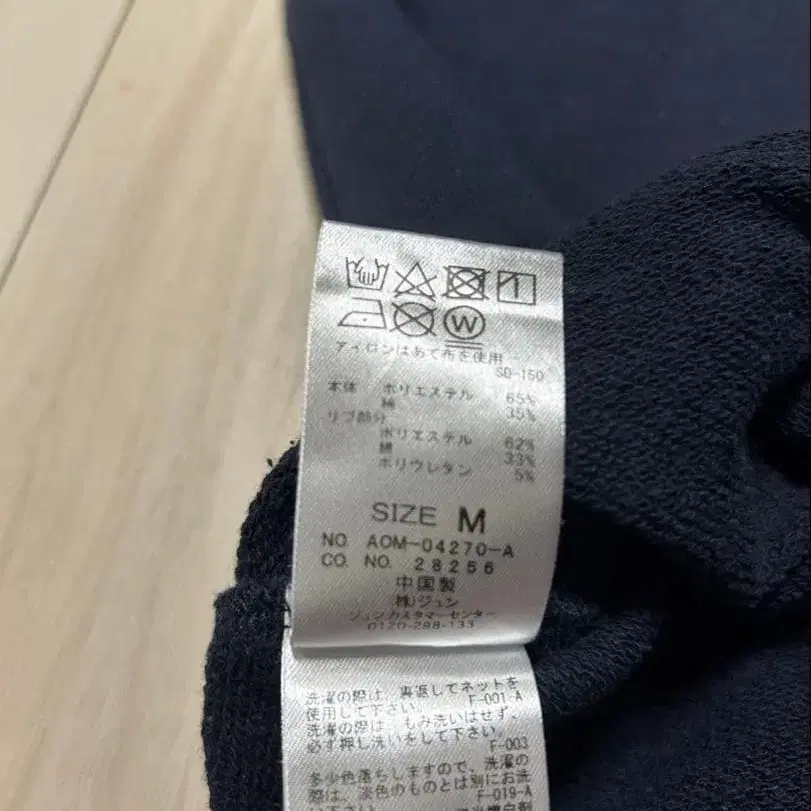 W
アイロンはあて布を使用
SD-150
本体 ポリエステル 65%
綿 35%
リブ部分
ポリエステル 62%
綿 33%
ポリウレタン 5%
SIZE M
NO. AOM-04270-A
CO. NO. 28256
中国製
㈱ジュン
ジュンカスタマーセンター
0120-298-133
洗濯の際は、裏返してネットを
使用して下さい。 F-001-A
洗濯の際は、もみ洗いはせず、
必ず押し洗いをして下さい。
F-003
多少色落ちしますので、洗濯の
際は、淡色のものとは別にお洗
い下さい。 F-019-A